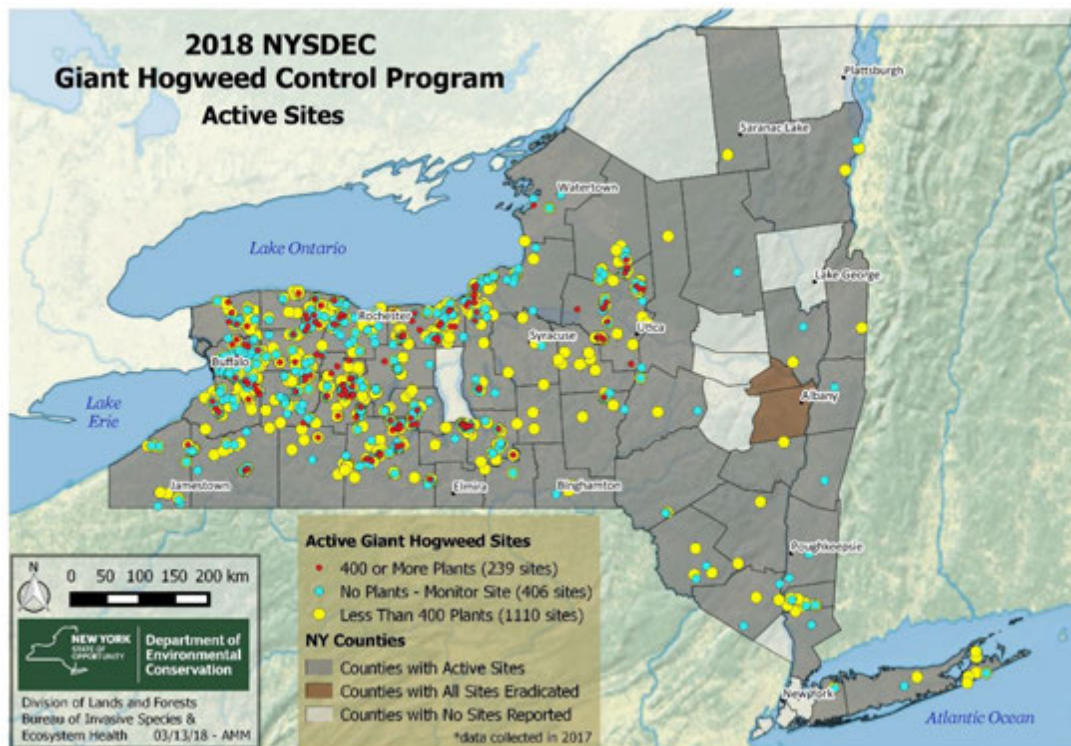 2018 NYSDEC
Giant Hogweed Control Program
Active Sites
Plattsburgh
Saranac Lake
Watertown
Lake Ontario
Lake George
Rochester
Syracuse
Utica
Buffalo
Lake
Erie
Albany
Jamestown
Elmira
Binghamton
Poughkeepsie
New York
Atlantic Ocean
Active Giant Hogweed Sites
400 or More Plants (239 sites)
No Plants - Monitor Site (406 sites)
Less Than 400 Plants (1110 sites)
NY Counties
Counties with Active Sites
Counties with All Sites Eradicated
Counties with No Sites Reported
*data collected in 2017
N
0 50 100 150 200 km
NEW YORK
STATE OF
OPPORTUNITY
Department of
Environmental
Conservation
Division of Lands and Forests
Bureau of Invasive Species &
Ecosystem Health 03/13/18 - AMM